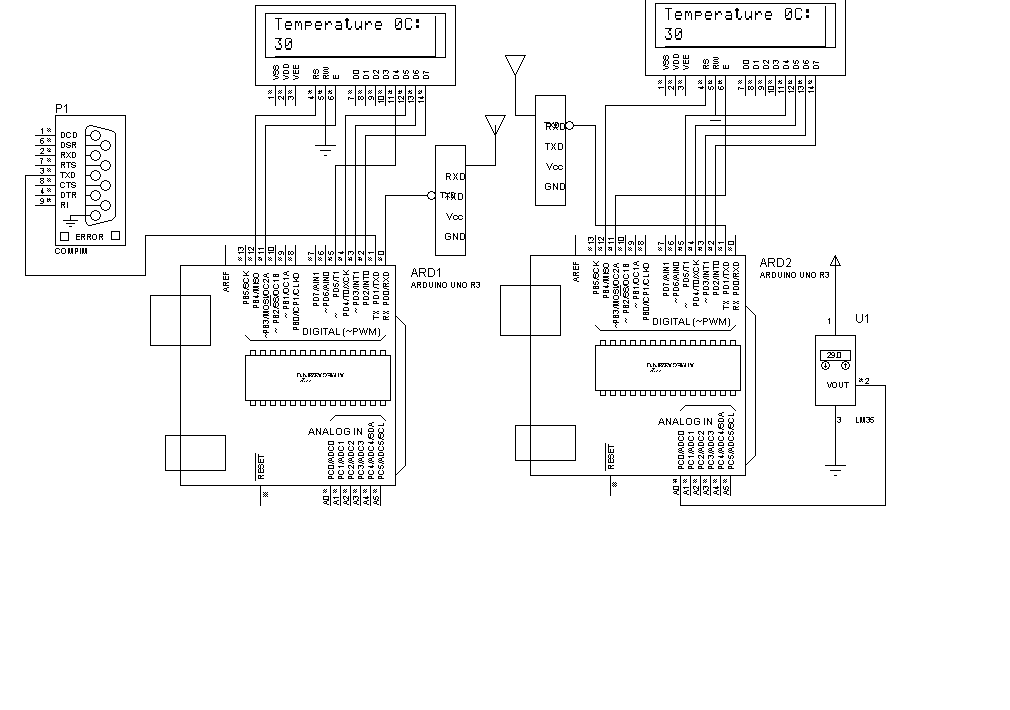 Temperature 0C:
30
VSS
VDD
VEE
RS
RW
E
D0
D1
D2
D3
D4
D5
D6
D7
1
2
3
4
5
6
7
8
9
10
11
12
13
14
Temperature 0C:
30
VSS
VDD
VEE
RS
RW
E
D0
D1
D2
D3
D4
D5
D6
D7
1
2
3
4
5
6
7
8
9
10
11
12
13
14
P1
1 DCD
6 DSR
2 RXD
7 RTS
3 TXD
8 CTS
4 DTR
9 RI
ERROR
COMPIM
RXD
TXD
Vcc
GND
RXD
TXD
Vcc
GND
13
12
11
10
9
8
7
6
5
4
3
2
1
0
ARD1
ARDUINO UNO R3
AREF
PB5/SCK
PB4/MISO
~PB3/MOSI/OC2A
~ PB2/SS/OC1B
~ PB1/OC1A
PB0/ICP1/CLKO
PD7/AIN1
~ PD6/AIN0
~ PD5/T1
PD4/T0/XCK
~ PD3/INT1
PD2/INT0
TX PD1/TXD
RX PD0/RXD
DIGITAL (~PWM)
ANALOG IN
RESET
PC0/ADC0
PC1/ADC1
PC2/ADC2
PC3/ADC3
PC4/ADC4/SDA
PC5/ADC5/SCL
A0
A1
A2
A3
A4
A5
13
12
11
10
9
8
7
6
5
4
3
2
1
0
ARD2
ARDUINO UNO R3
AREF
PB5/SCK
PB4/MISO
~PB3/MOSI/OC2A
~ PB2/SS/OC1B
~ PB1/OC1A
PB0/ICP1/CLKO
PD7/AIN1
~ PD6/AIN0
~ PD5/T1
PD4/T0/XCK
~ PD3/INT1
PD2/INT0
TX PD1/TXD
RX PD0/RXD
DIGITAL (~PWM)
ANALOG IN
RESET
PC0/ADC0
PC1/ADC1
PC2/ADC2
PC3/ADC3
PC4/ADC4/SDA
PC5/ADC5/SCL
A0
A1
A2
A3
A4
A5
U1
1
29.0
VOUT
2
3
LM35